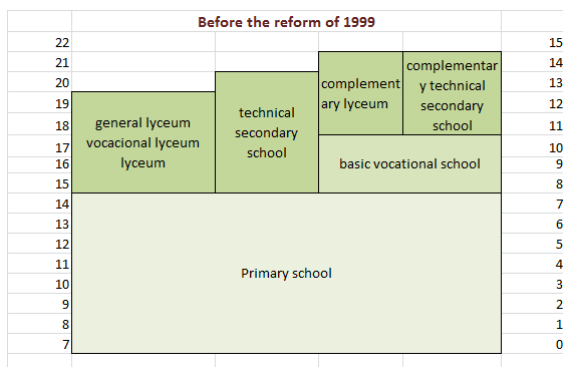 Before the reform of 1999
22 15
21 14
20 13
19 12
18 11
17 10
16 9
15 8
14 7
13 6
12 5
11 4
10 3
9 2
8 1
7 0
general lyceum
vocacional lyceum
lyceum
technical
secondary
school
complement
ary lyceum
complementar
y technical
secondary
school
basic vocational school
Primary school